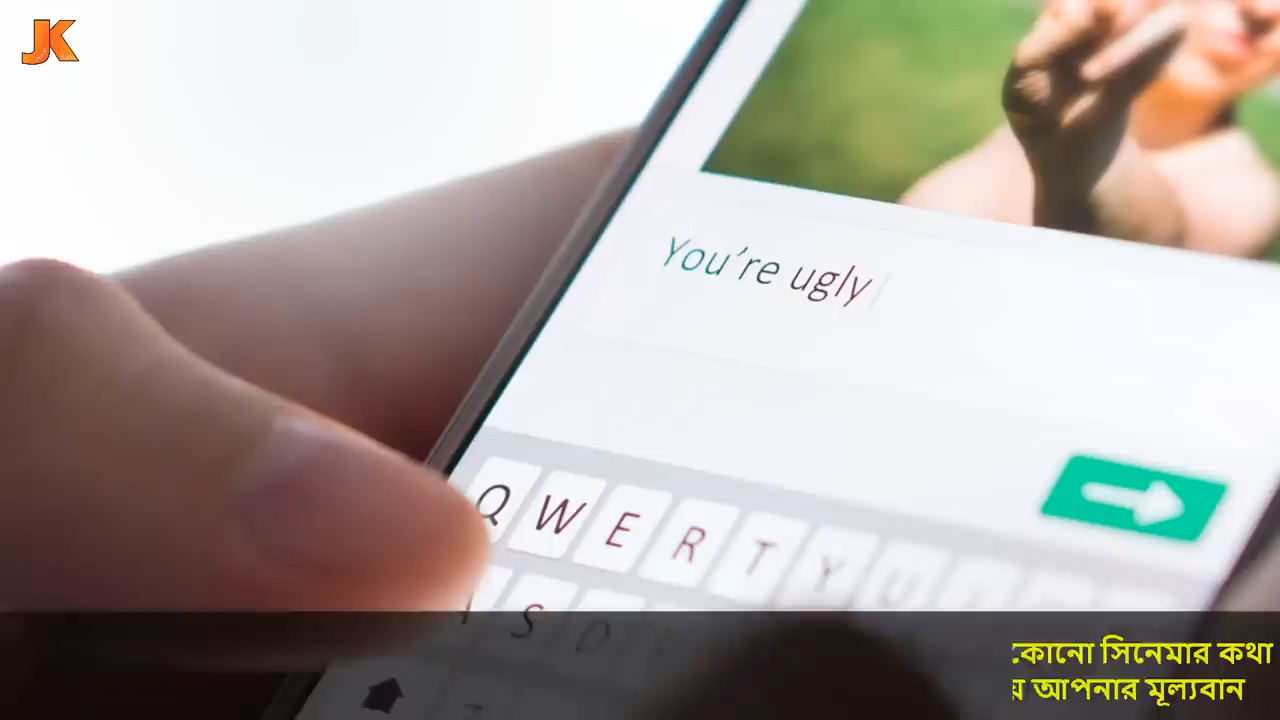 JK
You're ugly
Q W E R T Y
S D
কোনো সিনেমার কথা
আপনার মূল্যবান